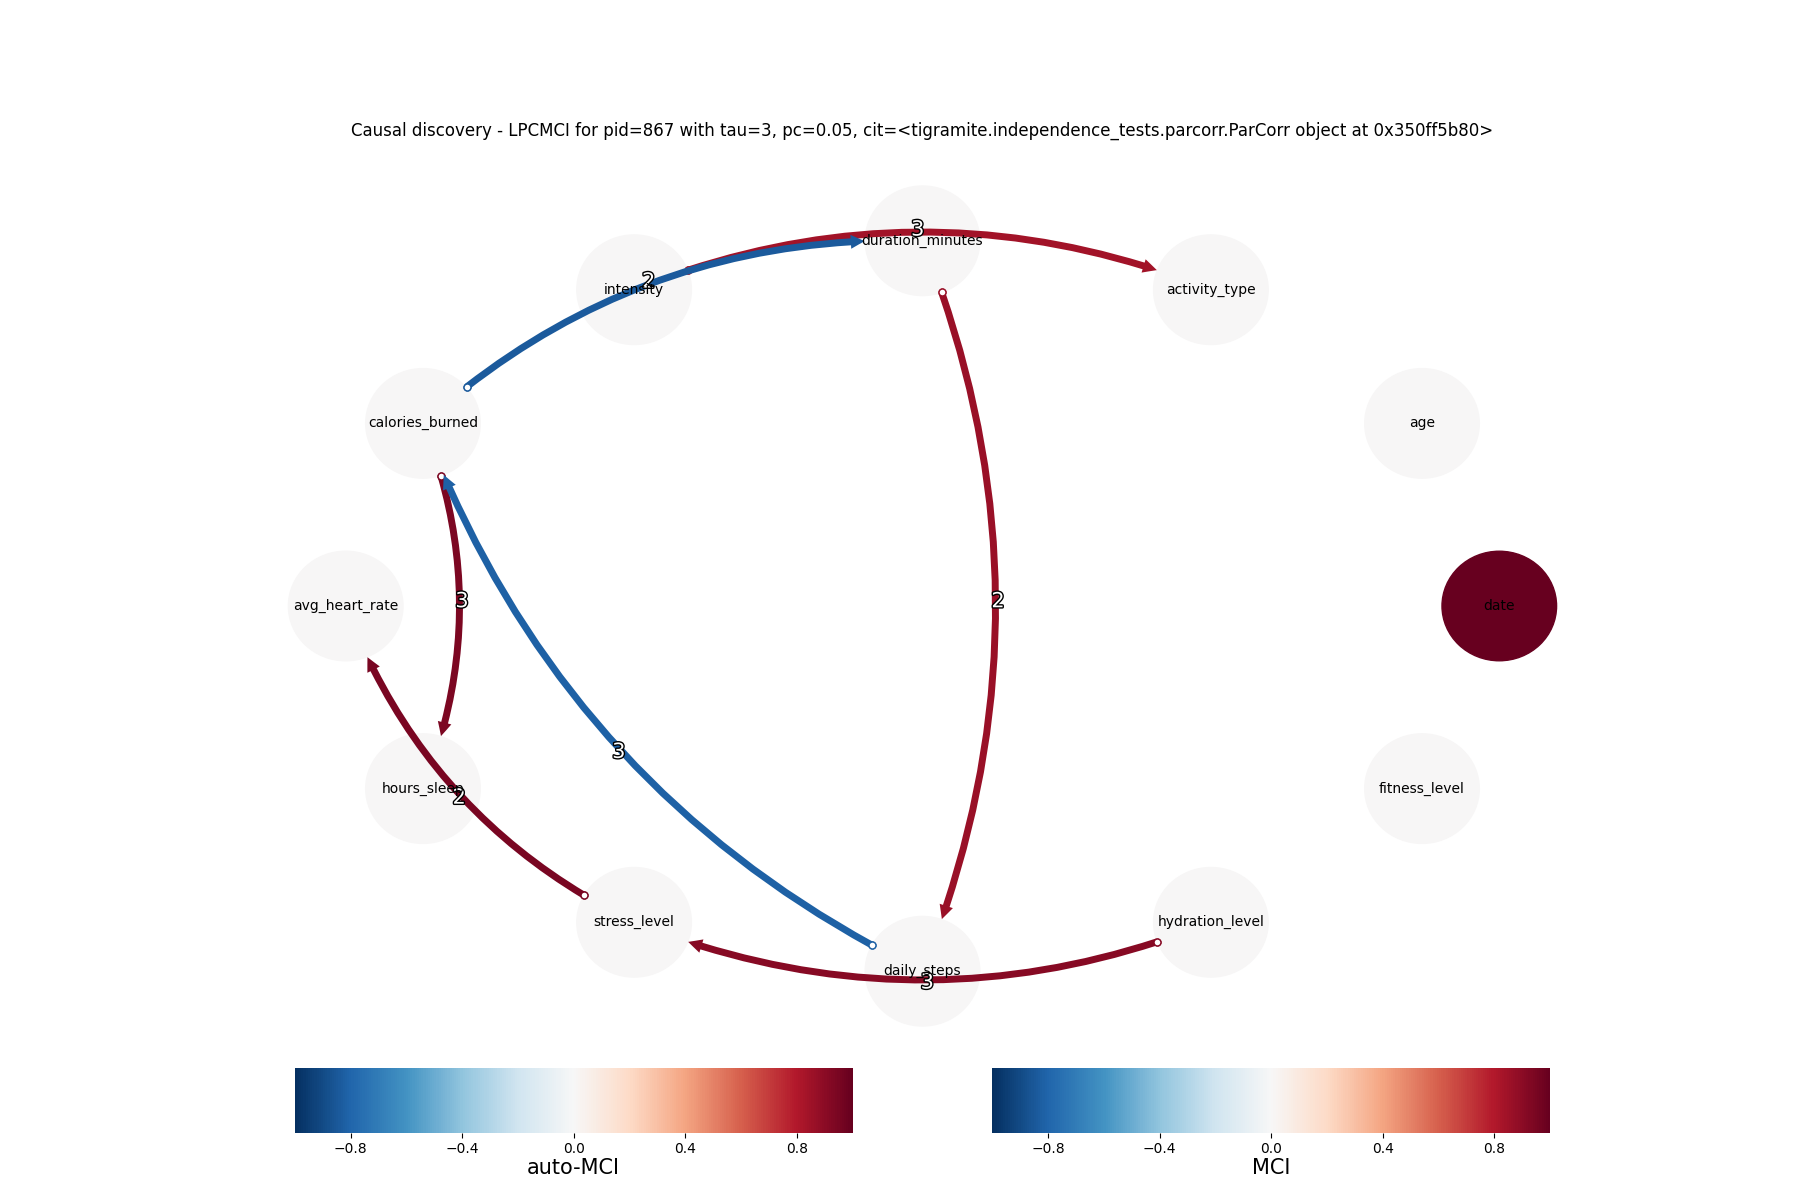 Causal discovery - LPCMCI for pid=867 with tau=3, pc=0.05, cit=<tigramite.independence_tests.parcorr.ParCorr object at 0x350ff5b80>
3
duration_minutes
2
intensity
activity_type
calories_burned
age
3
2
avg_heart_rate
date
3
hours_sleep
2
fitness_level
stress_level
hydration_level
daily_steps
3
−0.8
−0.4
0.0
0.4
0.8
auto-MCI
−0.8
−0.4
0.0
0.4
0.8
MCI